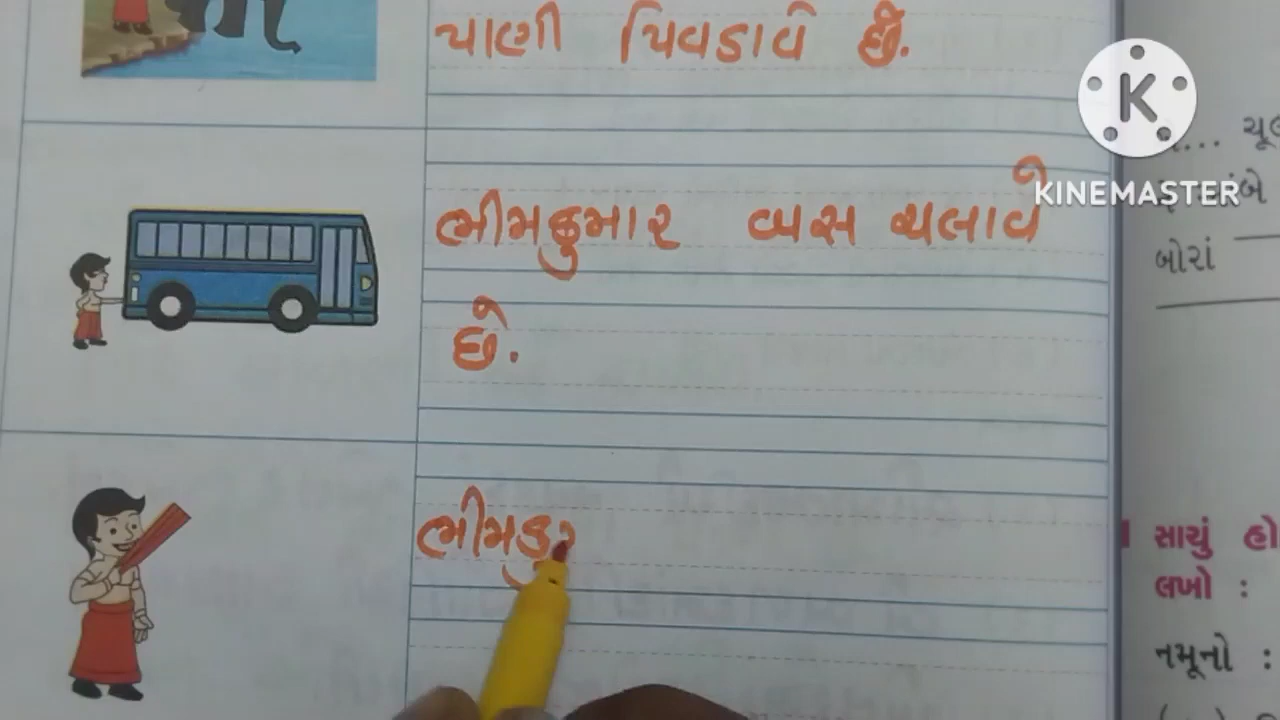 પાણી પિવડાવે છે.
ભીમકુમાર બસ ચલાવે
છે.
ભીમકુ
K
KINEMASTER
બોરાં
સાચું હો
લખો :
નમૂનો :